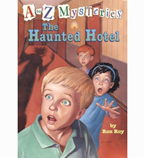 A to Z Mysteries
The
Haunted Hotel
by
Ron Roy